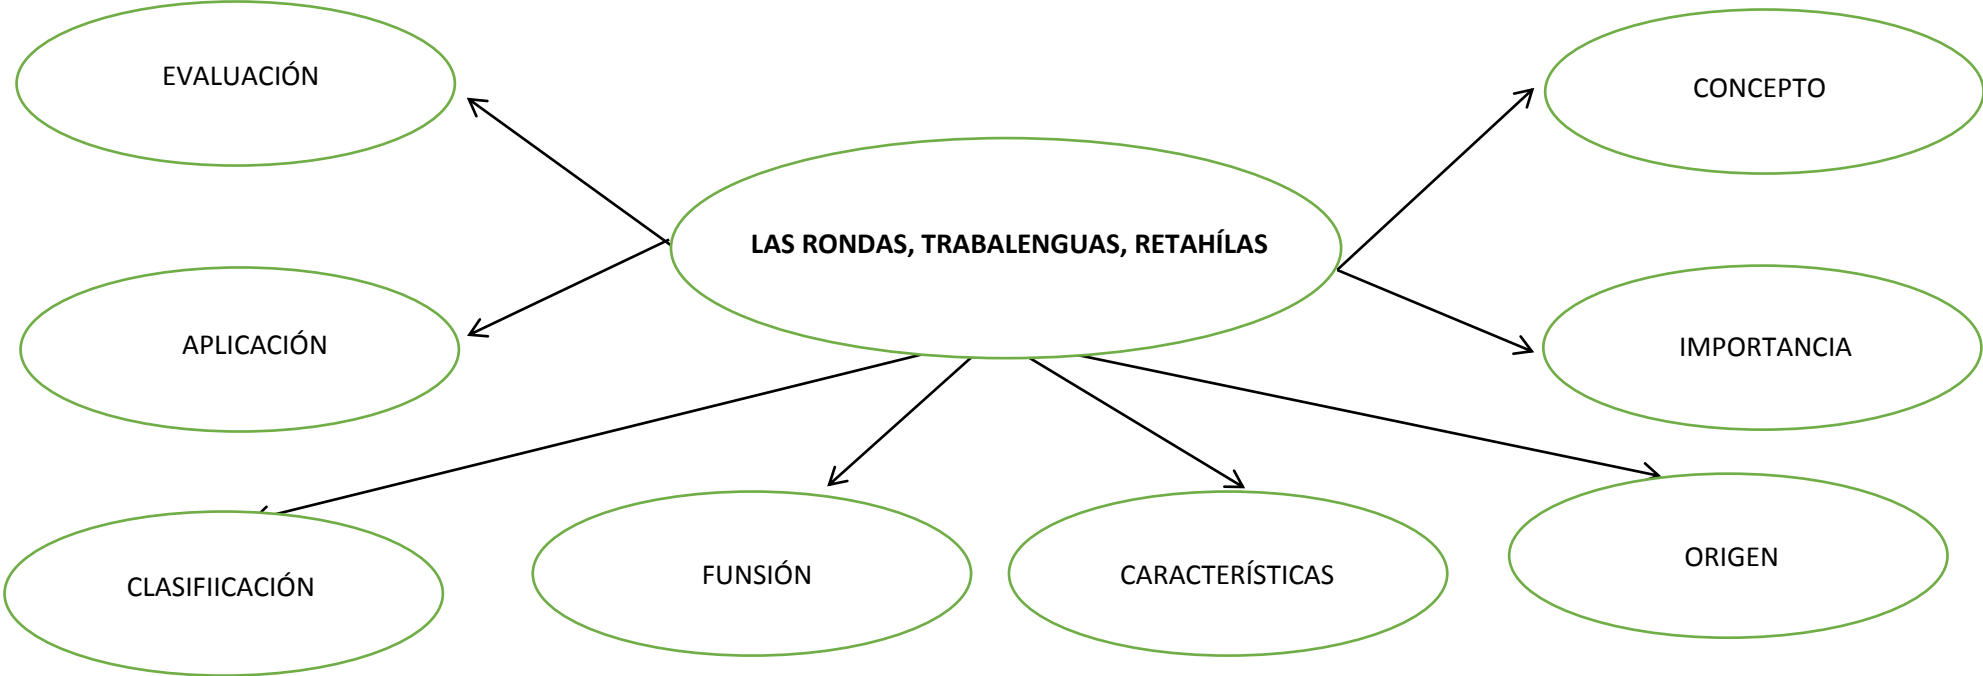 EVALUACIÓN
CONCEPTO
LAS RONDAS, TRABALENGUAS, RETAHÍLAS
APLICACIÓN
IMPORTANCIA
CLASIFIICACIÓN
FUNSIÓN
CARACTERÍSTICAS
ORIGEN